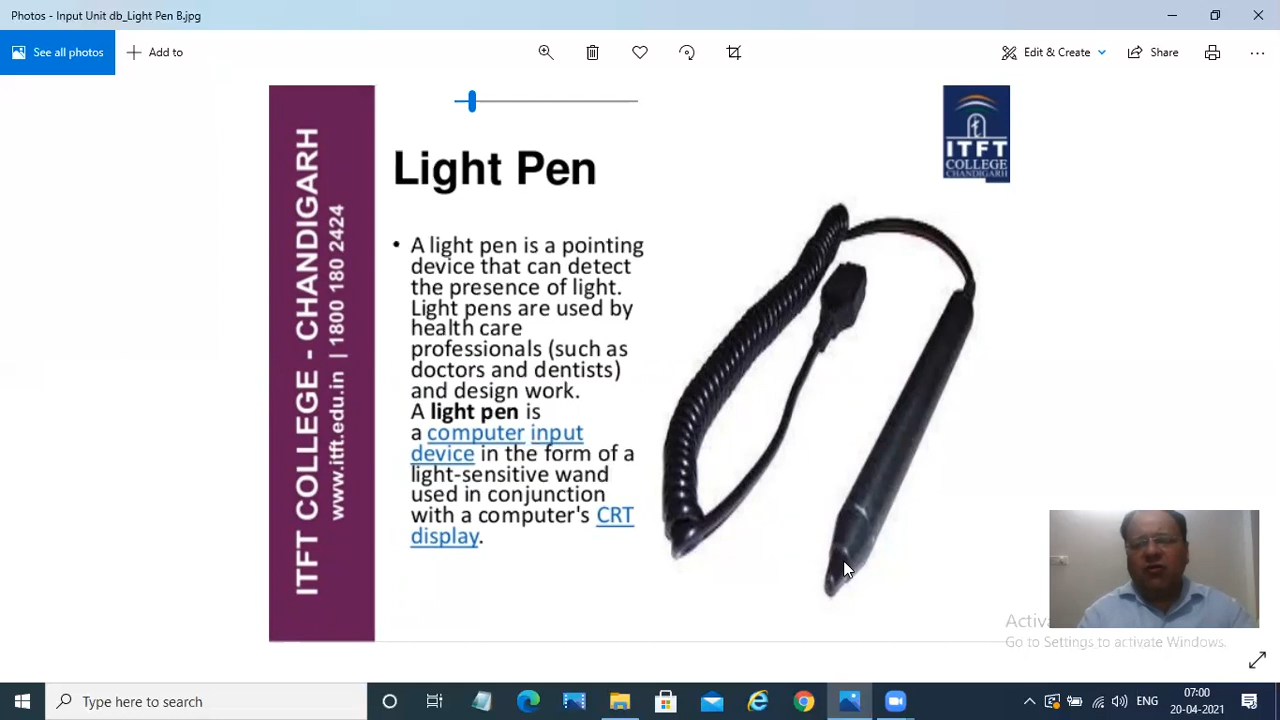 Photos - Input Unit db_Light Pen B.jpg
See all photos
Add to
Edit & Create
Share
ITFT COLLEGE - CHANDIGARH
www.itft.edu.in | 1800 180 2424
ITFT
COLLEGE
CHANDIGARH
Light Pen
• A light pen is a pointing
device that can detect
the presence of light.
Light pens are used by
health care
professionals (such as
doctors and dentists)
and design work.
A light pen is
a computer input
device in the form of a
light-sensitive wand
used in conjunction
with a computer's CRT
display.
Go to Settings to activate Windows.
Type here to search
ENG
07:00
20-04-2021